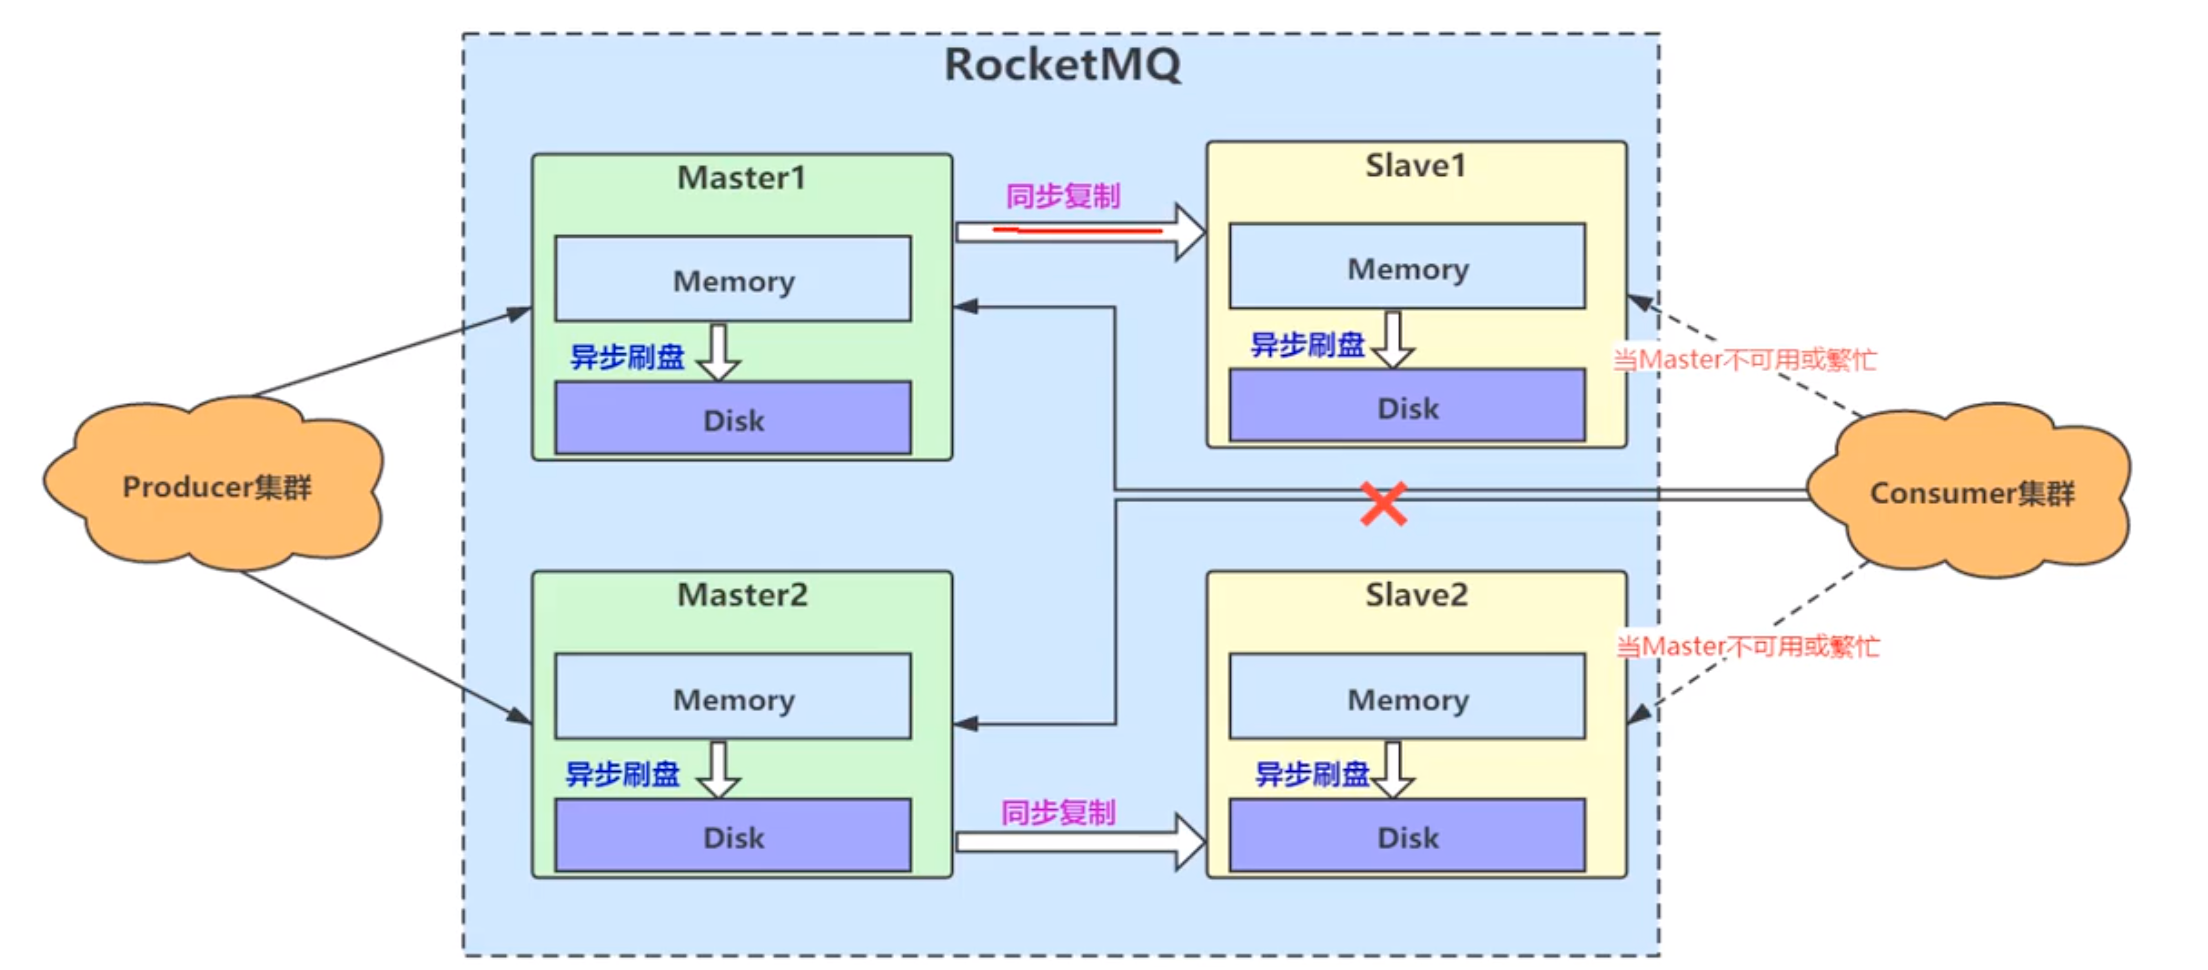 RocketMQ
Master1
Memory
异步刷盘
Disk
同步复制
Slave1
Memory
异步刷盘
Disk
当Master不可用或繁忙
Producer集群
Consumer集群
Master2
Memory
异步刷盘
Disk
同步复制
Slave2
Memory
异步刷盘
Disk
当Master不可用或繁忙